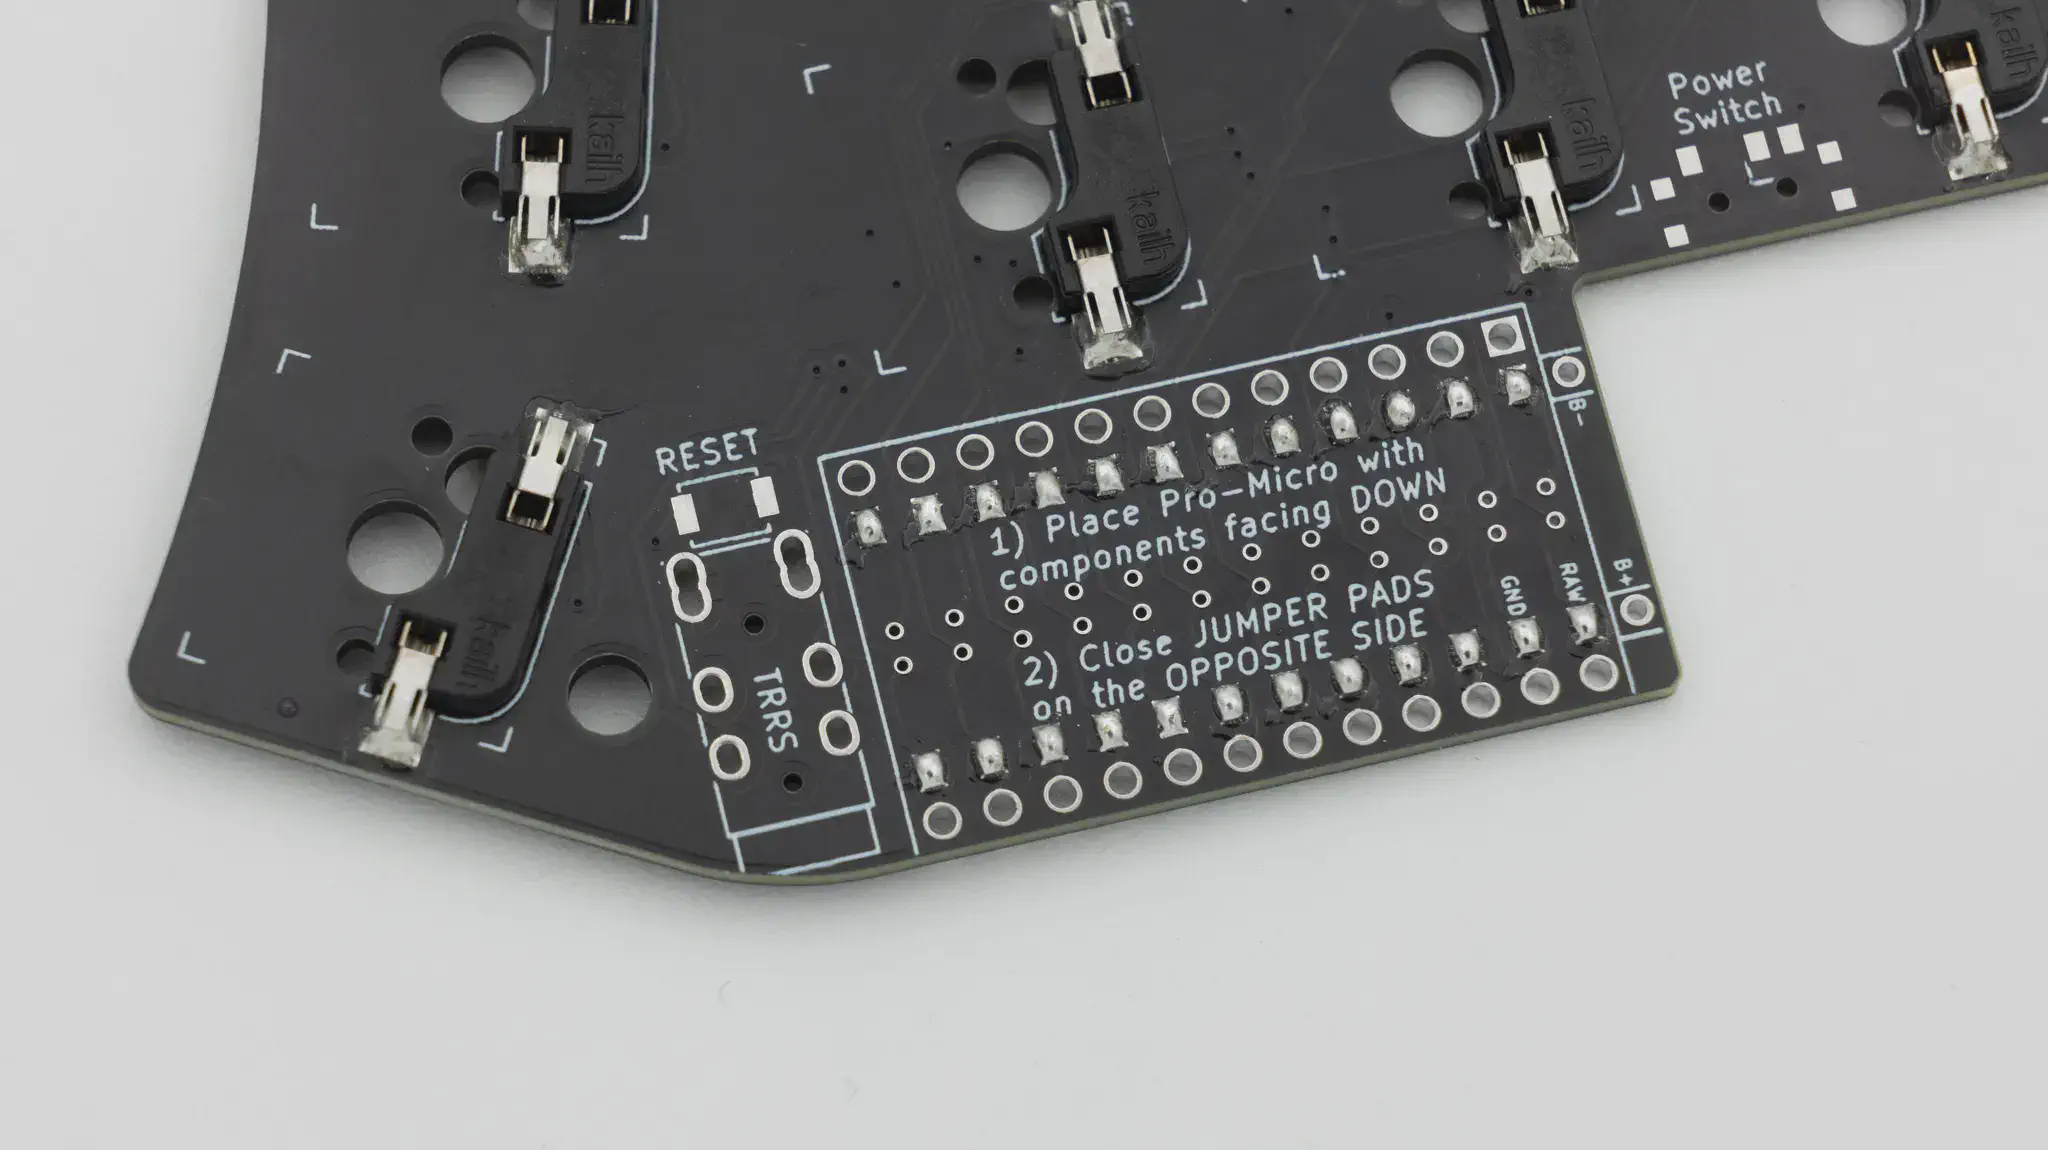 kailh
kailh
kailh
kailh
Power
Switch
kailh
RESET
B-
1) Place Pro-Micro with
components facing DOWN
2) Close JUMPER PADS
on the OPPOSITE SIDE
GND
RAW
B+
TRRS